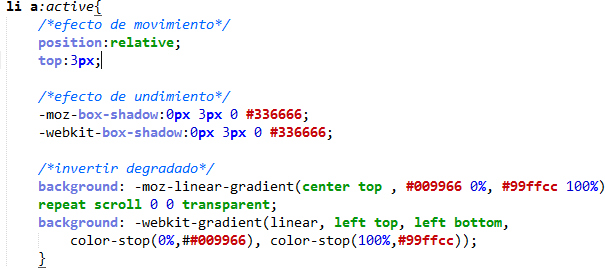 li a:active{
/*efecto de movimiento*/
position:relative;
top:3px;
/*efecto de undimiento*/
-moz-box-shadow:0px 3px 0 #336666;
-webkit-box-shadow:0px 3px 0 #336666;
/*invertir degradado*/
background: -moz-linear-gradient(center top , #009966 0%, #99ffcc 100%)
repeat scroll 0 0 transparent;
background: -webkit-gradient(linear, left top, left bottom,
color-stop(0%,##009966), color-stop(100%,#99ffcc));
}